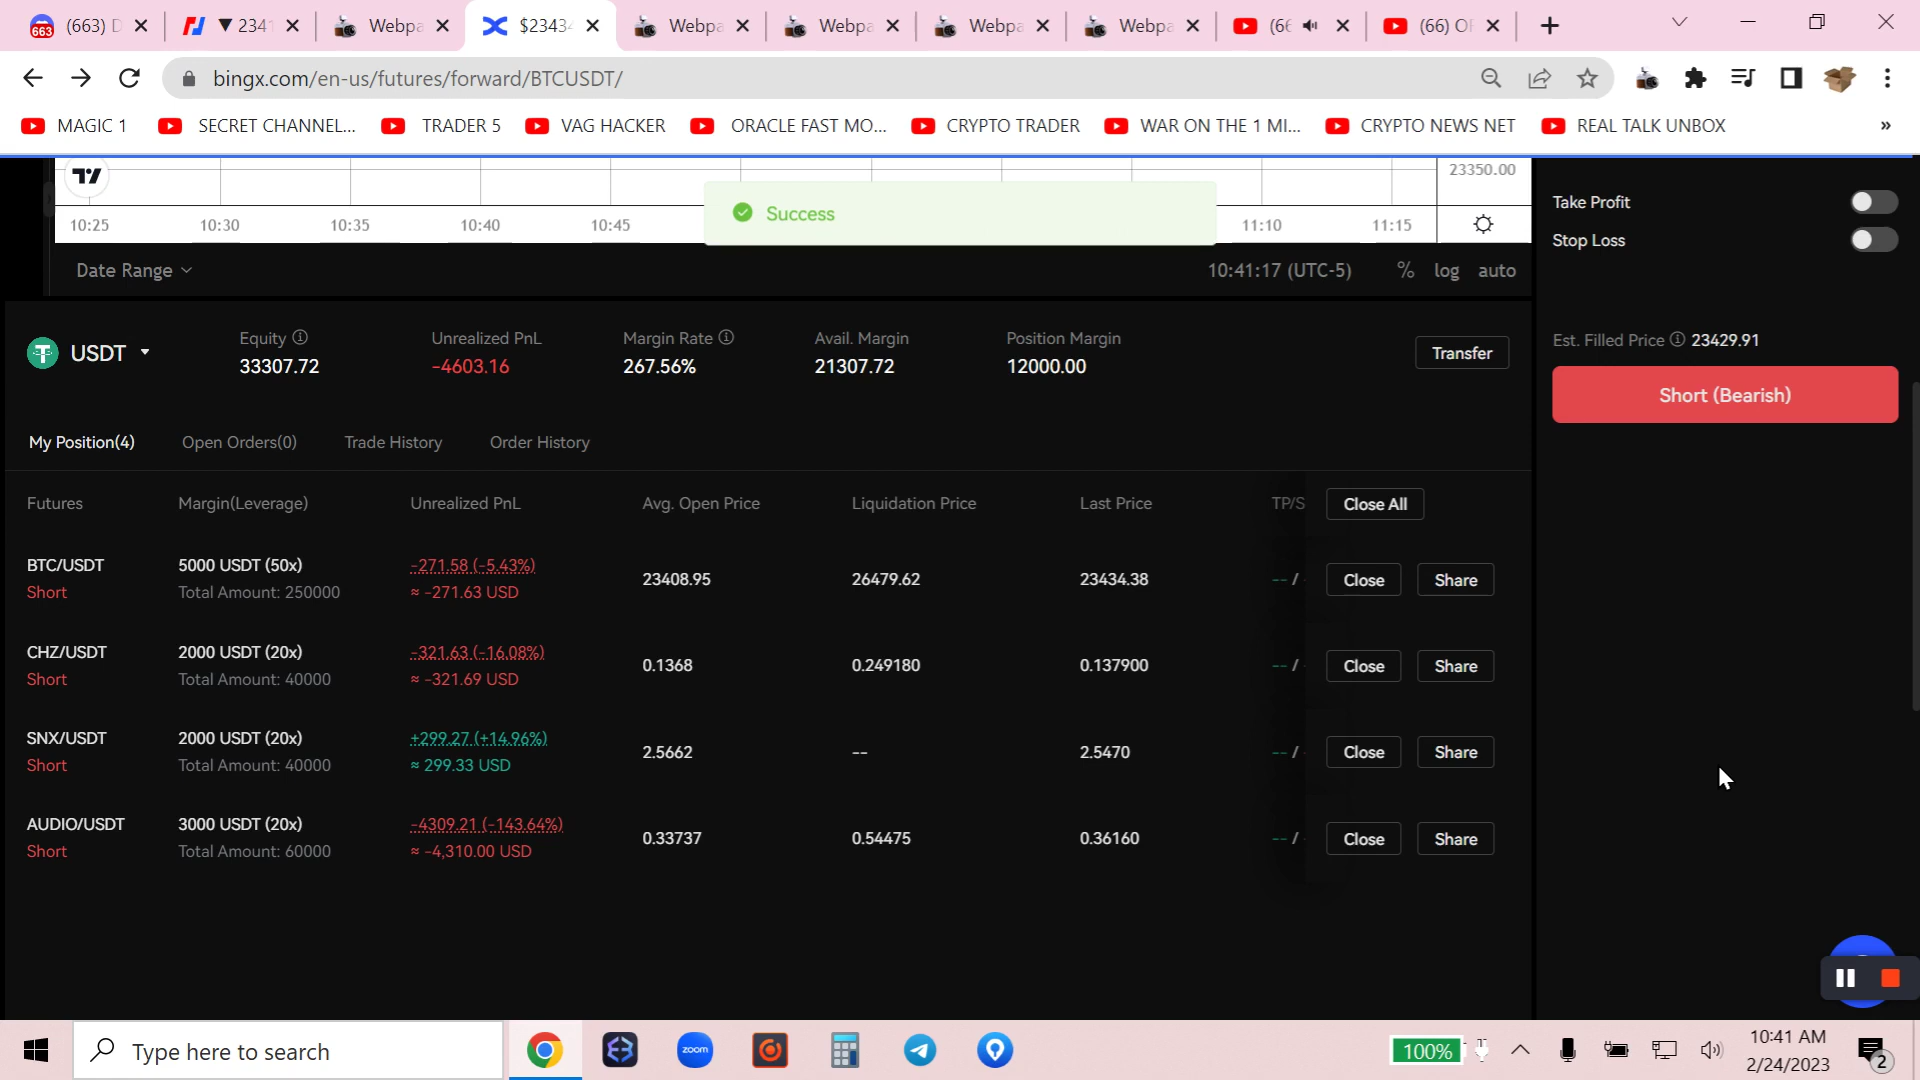 (663) D
▼ 2341
Webpa
$2343
Webpa
Webpa
Webpa
Webpa
(66
(66) OF
bingx.com/en-us/futures/forward/BTCUSDT/
MAGIC 1
SECRET CHANNEL...
TRADER 5
VAG HACKER
ORACLE FAST MO...
CRYPTO TRADER
WAR ON THE 1 MI...
CRYPTO NEWS NET
REAL TALK UNBOX
»
23350.00
Success
10:25 10:30 10:35 10:40 10:45 11:10 11:15
Date Range
10:41:17 (UTC-5) % log auto
Take Profit
Stop Loss
Est. Filled Price 23429.91
Short (Bearish)
USDT
Equity
33307.72
Unrealized PnL
-4603.16
Margin Rate
267.56%
Avail. Margin
21307.72
Position Margin
12000.00
Transfer
My Position(4) Open Orders(0) Trade History Order History
Futures Margin(Leverage) Unrealized PnL Avg. Open Price Liquidation Price Last Price TP/S Close All
BTC/USDT 5000 USDT (50x) -271.58 (-5.43%)
23408.95 26479.62 23434.38 -- / Close Share
Short Total Amount: 250000 ≈ -271.63 USD
CHZ/USDT 2000 USDT (20x) -321.63 (-16.08%)
0.1368 0.249180 0.137900 -- / Close Share
Short Total Amount: 40000 ≈ -321.69 USD
SNX/USDT 2000 USDT (20x) +299.27 (+14.96%)
2.5662 -- 2.5470 -- / Close Share
Short Total Amount: 40000 ≈ 299.33 USD
AUDIO/USDT 3000 USDT (20x) -4309.21 (-143.64%)
0.33737 0.54475 0.36160 -- / Close Share
Short Total Amount: 60000 ≈ -4,310.00 USD
Type here to search
zoom
100%
10:41 AM
2/24/2023
2